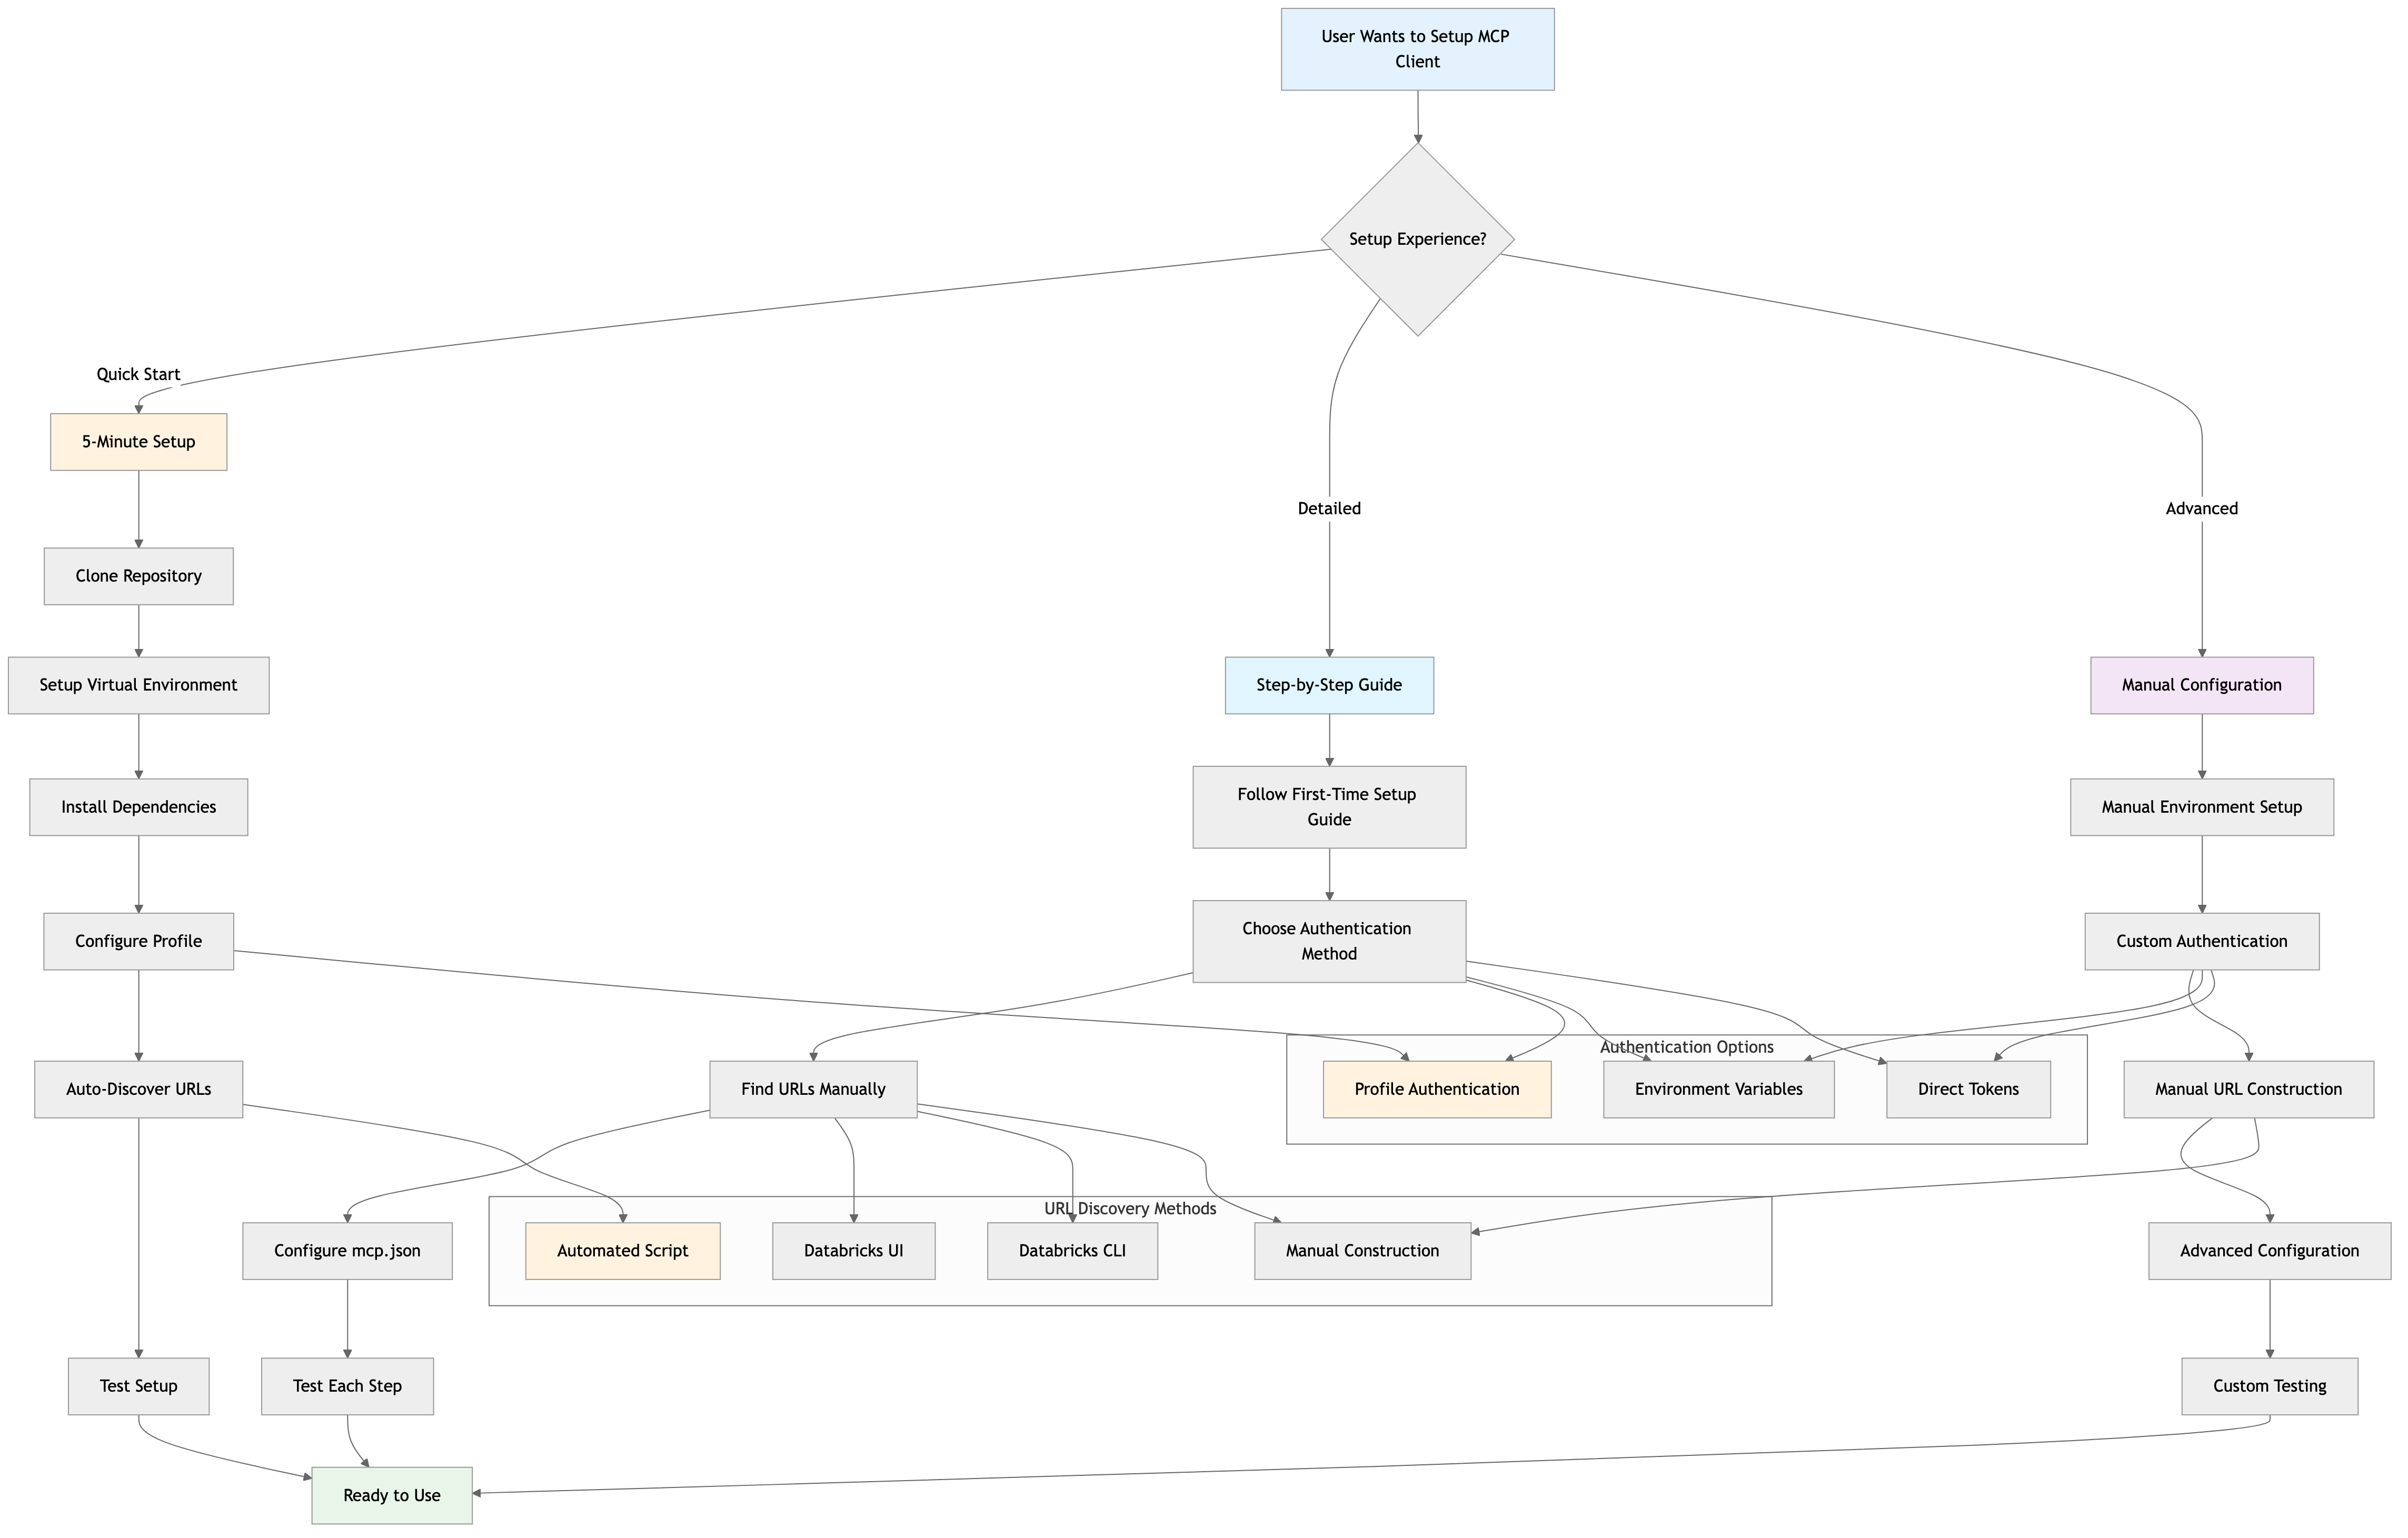 User Wants to Setup MCP
Client
Setup Experience?
Quick Start
5-Minute Setup
Detailed
Advanced
Clone Repository
Setup Virtual Environment
Step-by-Step Guide
Manual Configuration
Install Dependencies
Follow First-Time Setup
Guide
Manual Environment Setup
Configure Profile
Choose Authentication
Method
Custom Authentication
Authentication Options
Auto-Discover URLs
Find URLs Manually
Profile Authentication
Environment Variables
Direct Tokens
Manual URL Construction
URL Discovery Methods
Configure mcp.json
Automated Script
Databricks UI
Databricks CLI
Manual Construction
Advanced Configuration
Test Setup
Test Each Step
Custom Testing
Ready to Use